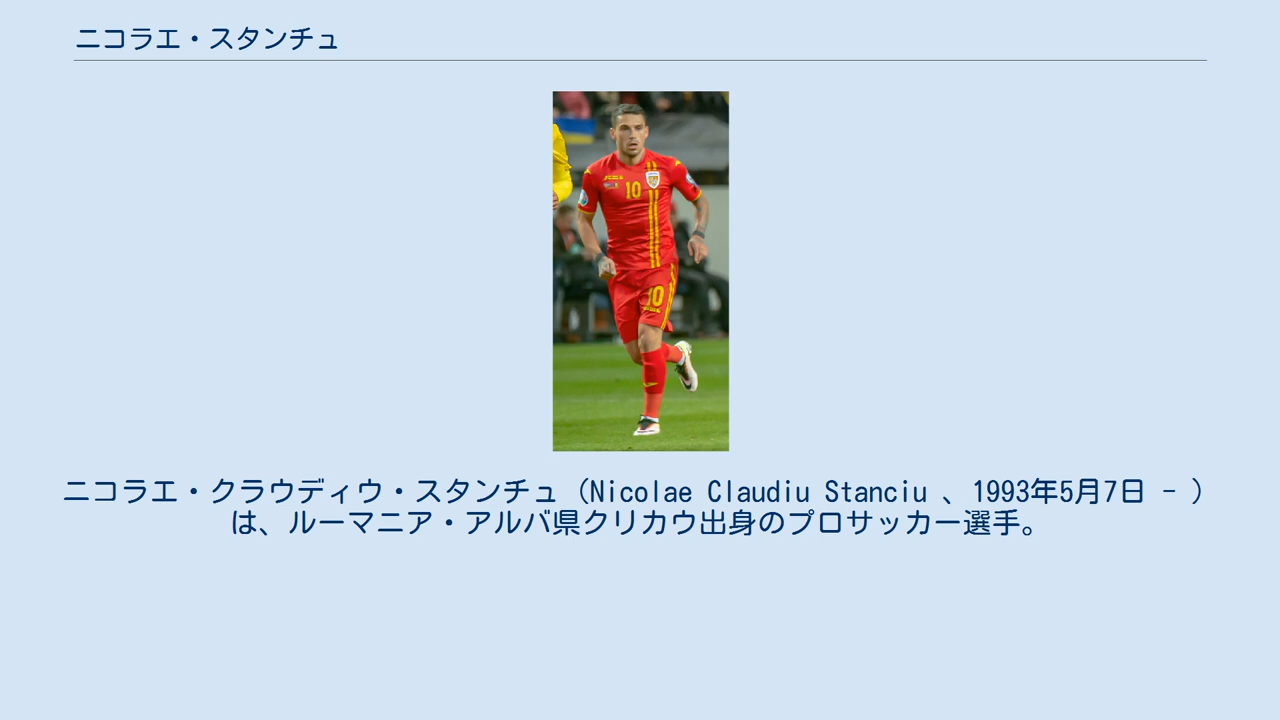 ニコラエ・スタンチュ
10
10
ニコラエ・クラウディウ・スタンチュ（Nicolae Claudiu Stanciu 、1993年5月7日 - ）
は、ルーマニア・アルバ県クリカウ出身のプロサッカー選手。